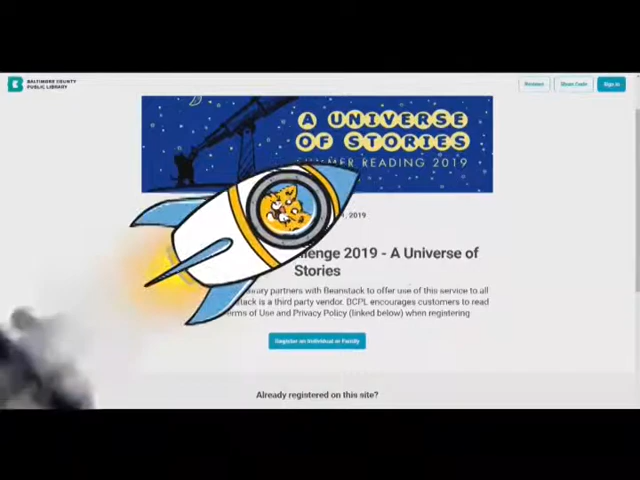 BALTIMORE COUNTY
PUBLIC LIBRARY
Reviews
Show Code
Sign in
A UNIVERSE
OF STORIES
SUMMER READING 2019
, 2019
lenge 2019 - A Universe of
Stories
library partners with Beanstack to offer use of this service to all
stack is a third party vendor. BCPL encourages customers to read
erms of Use and Privacy Policy (linked below) when registering
Register an Individual or Family
Already registered on this site?